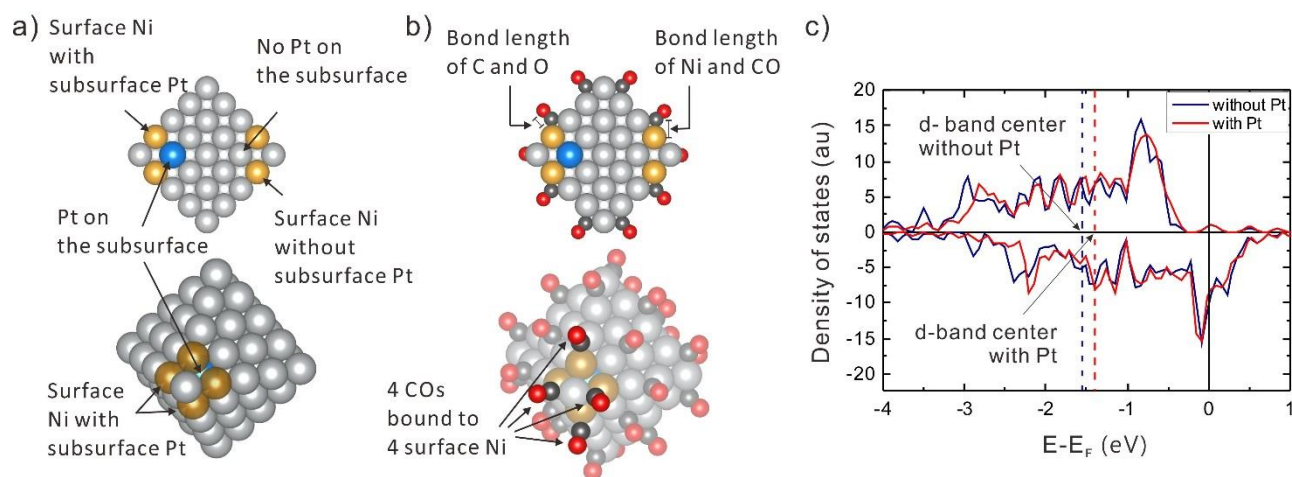 a)
Surface Ni
with
subsurface Pt
No Pt on
the subsurface
Pt on
the subsurface
Surface Ni
without
subsurface Pt
Surface
Ni with
subsurface Pt
b)
Bond length
of C and O
Bond length
of Ni and CO
4 COs
bound to
4 surface Ni
c)
without Pt
with Pt
d- band center
without Pt
d-band center
with Pt
Density of states (au)
20
15
10
5
0
-5
-10
-15
-20
-4
-3
-2
-1
0
1
E-E_F (eV)